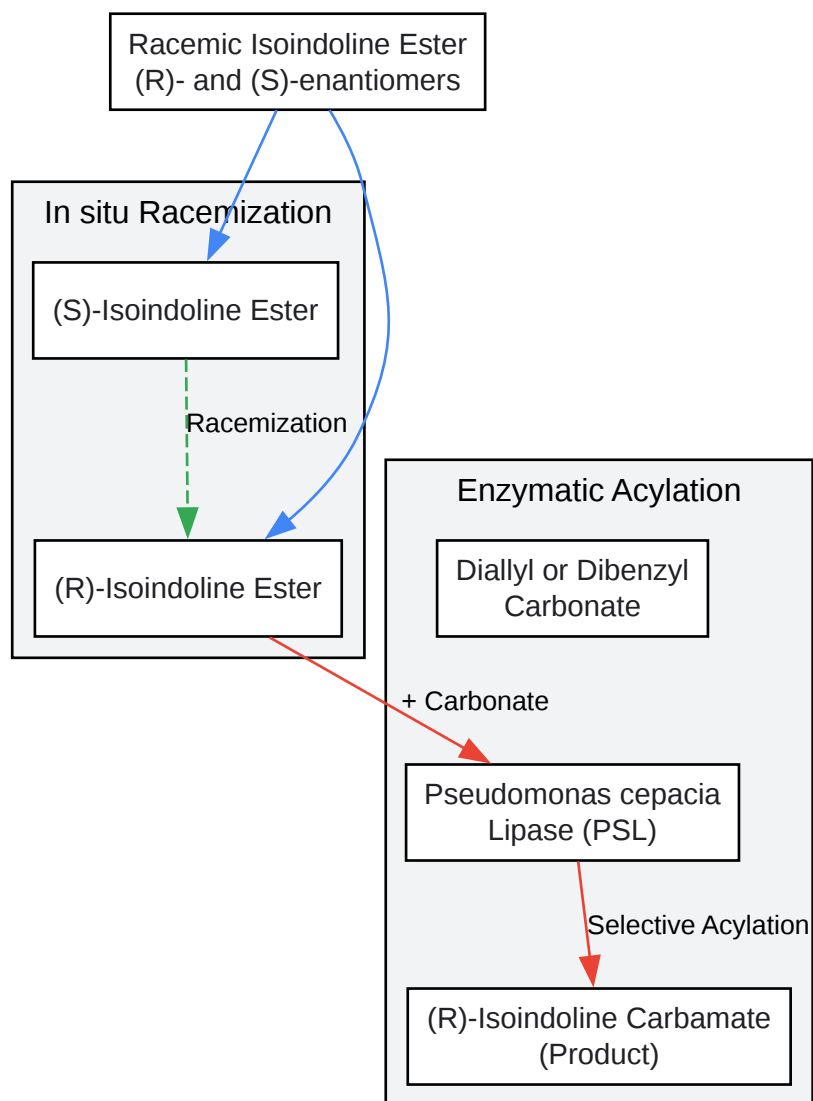 Racemic Isoindoline Ester
(R)- and (S)-enantiomers
In situ Racemization
(S)-Isoindoline Ester
Racemization
(R)-Isoindoline Ester
Enzymatic Acylation
Diallyl or Dibenzyl
Carbonate
+ Carbonate
Pseudomonas cepacia
Lipase (PSL)
Selective Acylation
(R)-Isoindoline Carbamate
(Product)